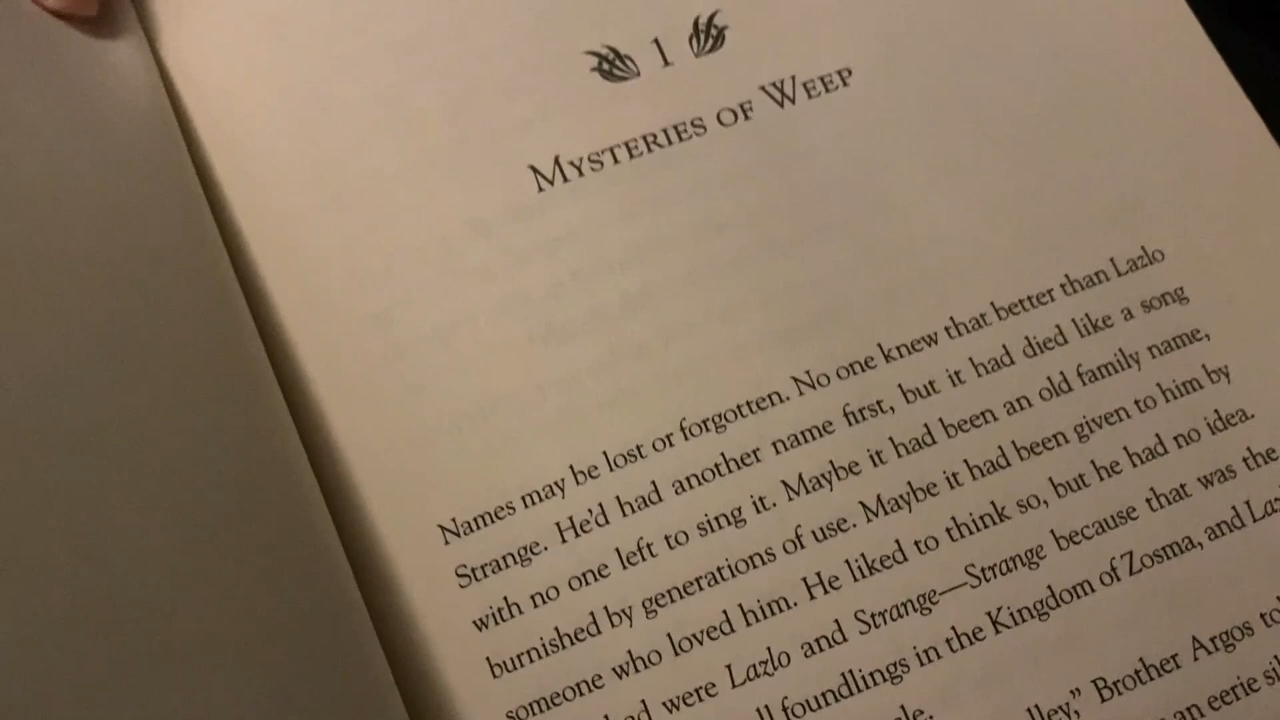 1
MYSTERIES OF WEEP
Names may be lost or forgotten. No one knew that better than Lazlo
Strange. He'd had another name first, but it had died like a song
with no one left to sing it. Maybe it had been an old family name,
burnished by generations of use. Maybe it had been given to him by
someone who loved him. He liked to think so, but he had no idea.
were Lazlo and Strange—Strange because that was the
foundlings in the Kingdom of Zosma, and
Brother Argos
an eerie